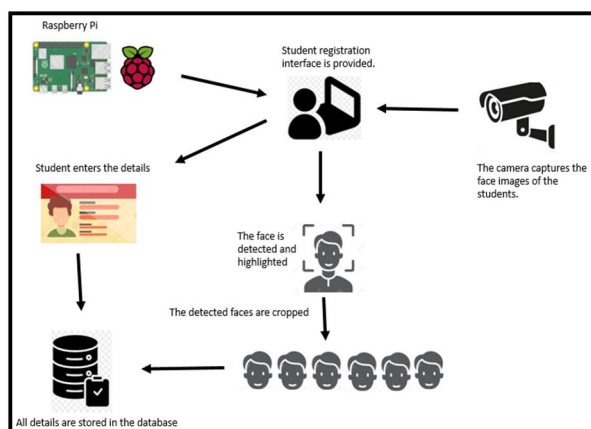 Raspberry Pi
Student registration
interface is provided.
Student enters the details
The camera captures the
face images of the
students.
The face is
detected and
highlighted
The detected faces are cropped
All details are stored in the database